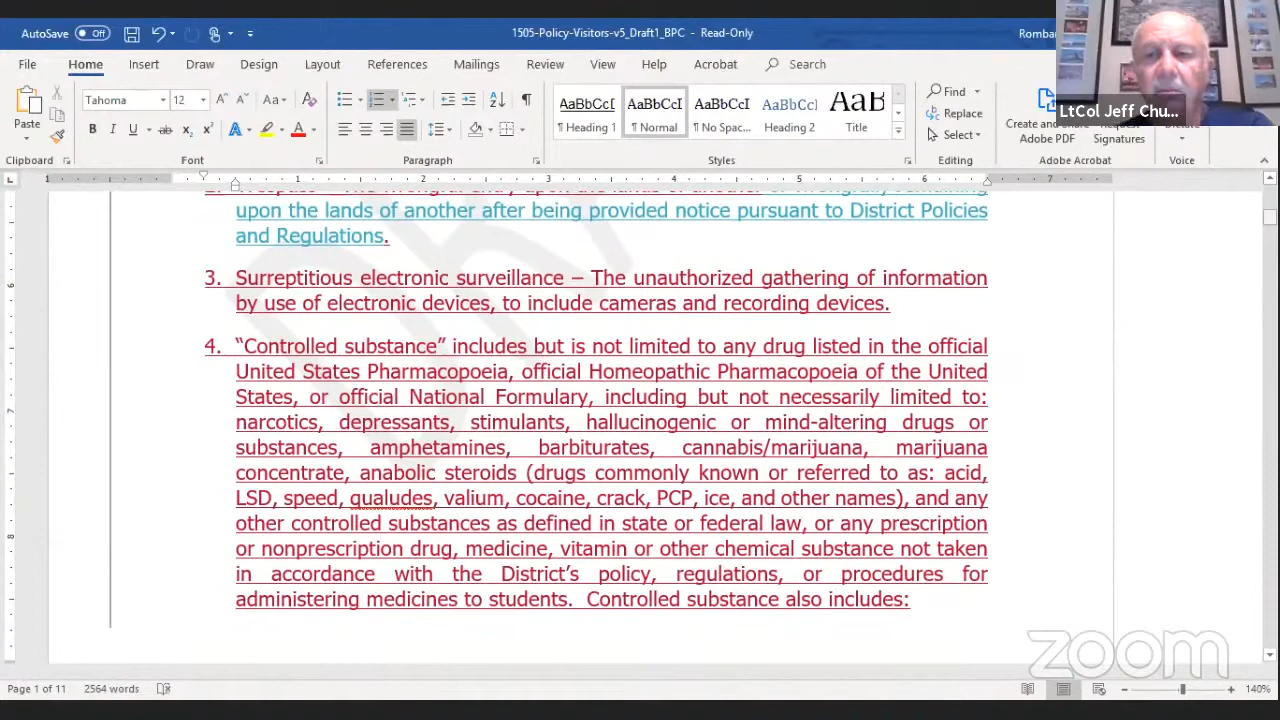 AutoSave Off 1505-Policy-Visitors-v5_Draft1_BPC - Read-Only Romba
File Home Insert Draw Design Layout References Mailings Review View Help Acrobat Search
Tahoma 12 Aa
Paste
B I U ab x₂ x² A A
AaBbCcI AaBbCcI AaBbCcI AaBbCcI AaB
¶ Heading 1 ¶ Normal ¶ No Spac... Heading 2 Title
Find
Replace
Select
Create and Share
Adobe PDF
Request
Signatures
Dictate
LtCol Jeff Chu...
Clipboard Font Paragraph Styles Editing Adobe Acrobat Voice
upon the lands of another after being provided notice pursuant to District Policies
and Regulations.
3. Surreptitious electronic surveillance – The unauthorized gathering of information
by use of electronic devices, to include cameras and recording devices.
4. “Controlled substance” includes but is not limited to any drug listed in the official
United States Pharmacopoeia, official Homeopathic Pharmacopoeia of the United
States, or official National Formulary, including but not necessarily limited to:
narcotics, depressants, stimulants, hallucinogenic or mind-altering drugs or
substances, amphetamines, barbiturates, cannabis/marijuana, marijuana
concentrate, anabolic steroids (drugs commonly known or referred to as: acid,
LSD, speed, qualudes, valium, cocaine, crack, PCP, ice, and other names), and any
other controlled substances as defined in state or federal law, or any prescription
or nonprescription drug, medicine, vitamin or other chemical substance not taken
in accordance with the District’s policy, regulations, or procedures for
administering medicines to students. Controlled substance also includes:
zoom
Page 1 of 11 2564 words 140%